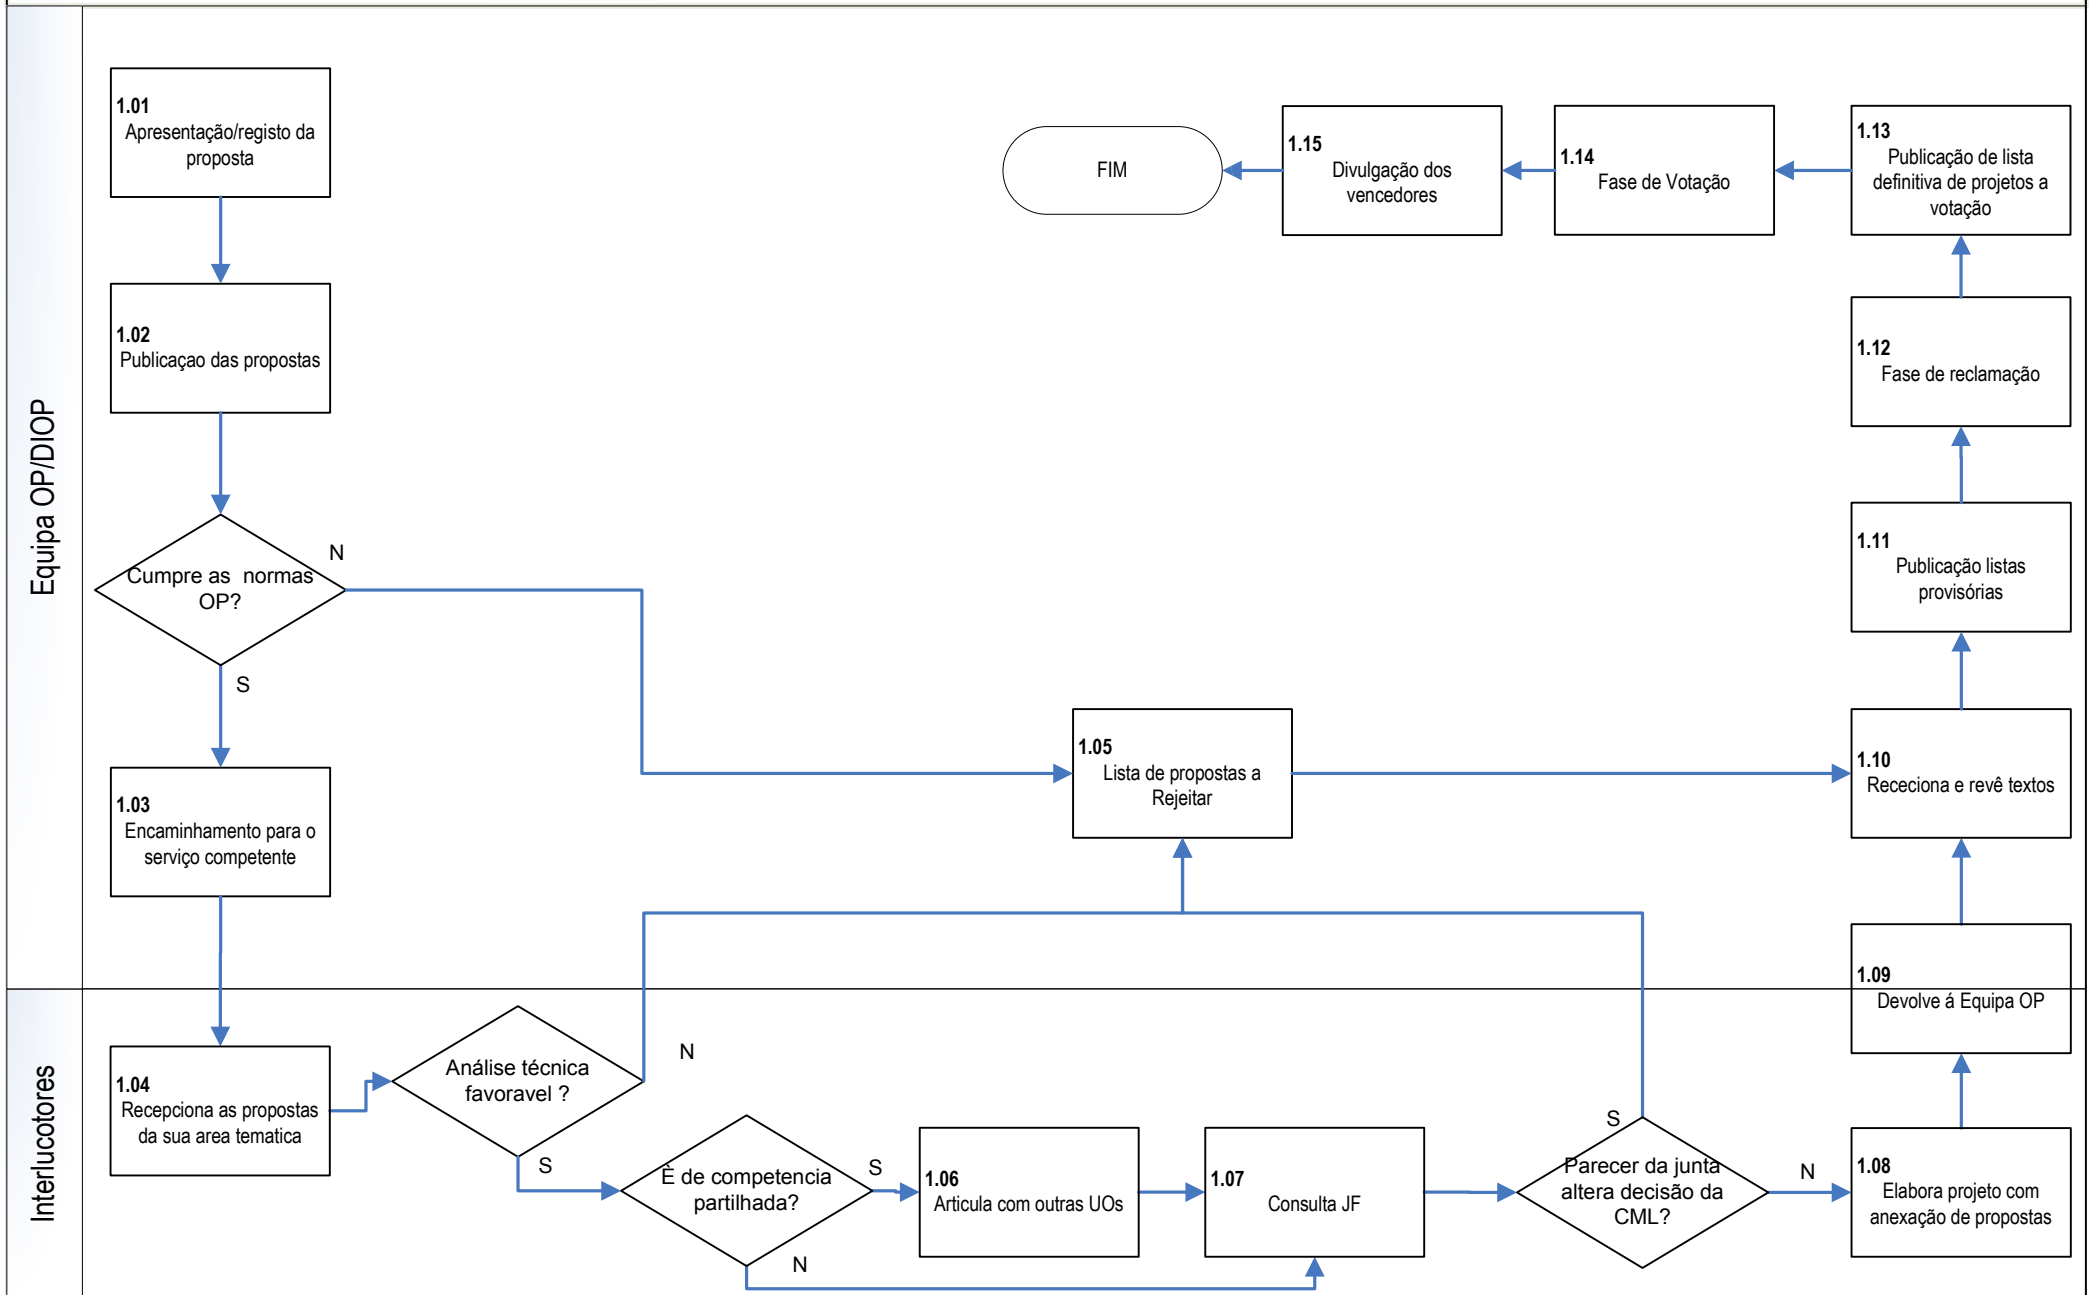 Equipa OP/DIOP
1.01
Apresentação/registo da
proposta
1.02
Publicaçao das propostas
Cumpre as normas
OP?
N
S
1.03
Encaminhamento para o
serviço competente
1.05
Lista de propostas a
Rejeitar
FIM
1.15
Divulgação dos
vencedores
1.14
Fase de Votação
1.13
Publicação de lista
definitiva de projetos a
votação
1.12
Fase de reclamação
1.11
Publicação listas
provisórias
1.10
Rececionа e revê textos
1.09
Devolve á Equipa OP
Interlucotores
1.04
Recepciona as propostas
da sua area tematica
Análise técnica
favoravel ?
N
S
È de competencia
partilhada?
S
N
1.06
Articula com outras UOs
1.07
Consulta JF
S
Parecer da junta
altera decisão da
CML?
N
1.08
Elabora projeto com
anexação de propostas